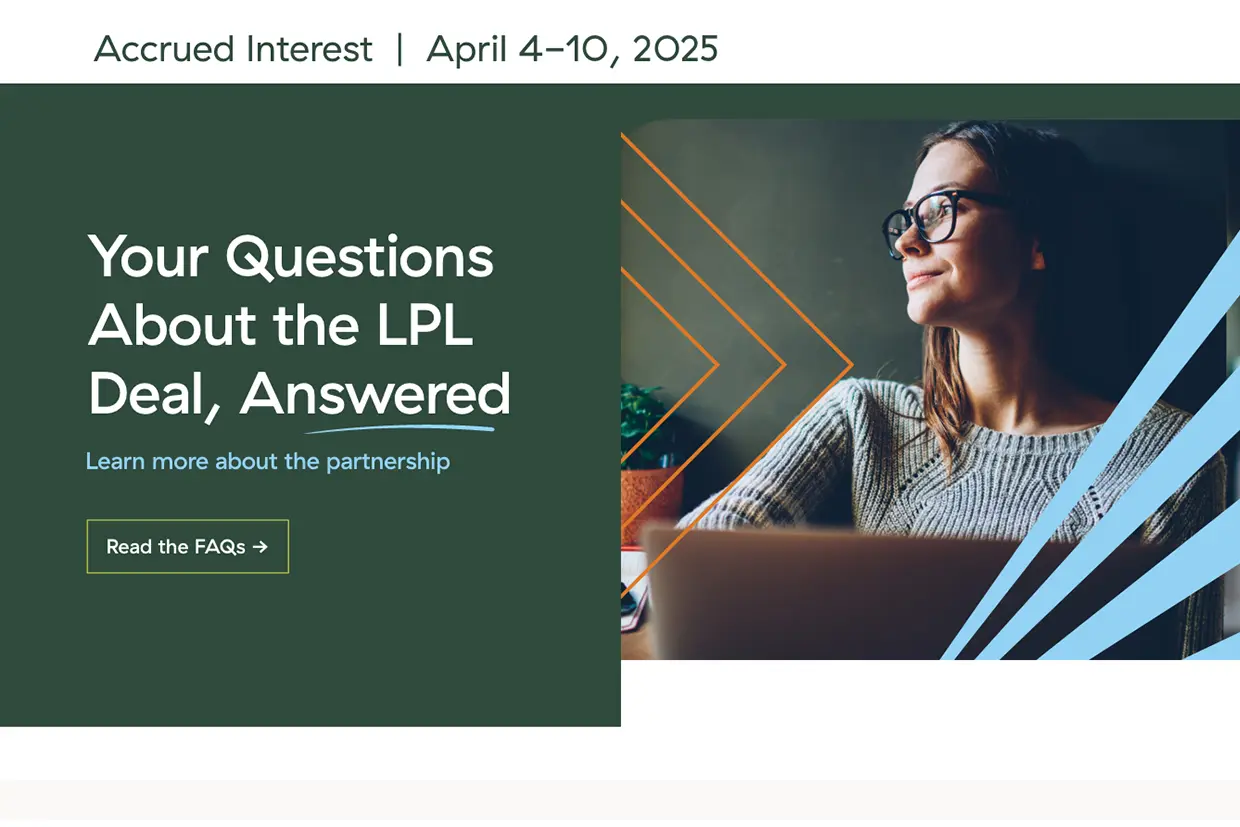 Accrued Interest | April 4–10, 2025
Your Questions
About the LPL
Deal, Answered
Learn more about the partnership
Read the FAQs →